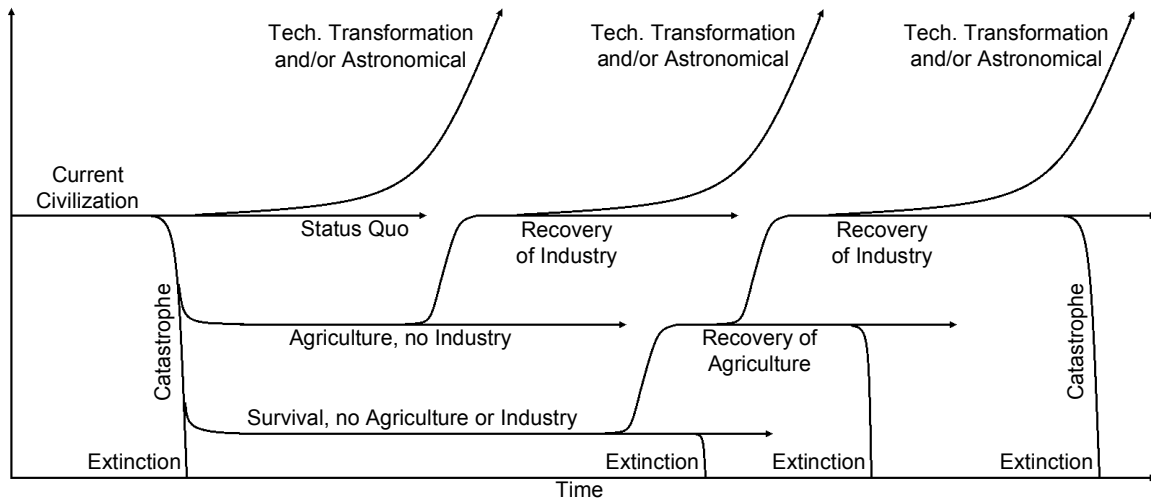 Tech. Transformation
and/or Astronomical
Tech. Transformation
and/or Astronomical
Tech. Transformation
and/or Astronomical
Current
Civilization
Status Quo
Recovery
of Industry
Recovery
of Industry
Catastrophe
Agriculture, no Industry
Recovery of
Agriculture
Catastrophe
Survival, no Agriculture or Industry
Extinction
Extinction
Extinction
Extinction
Time